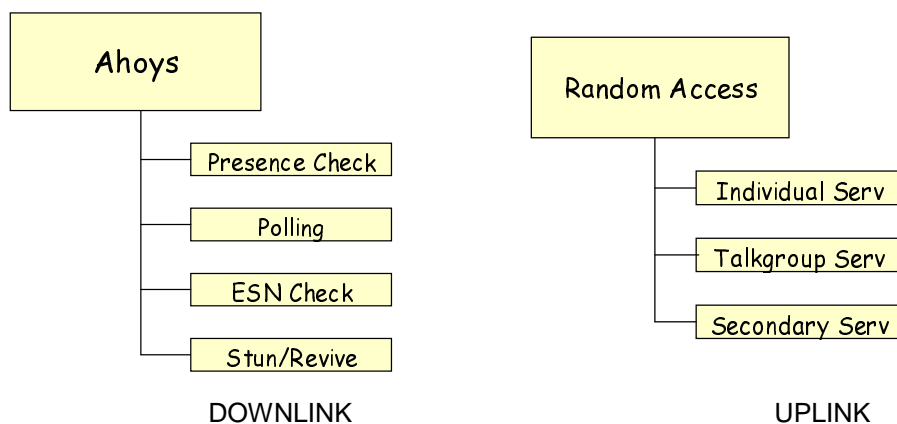 Ahoys
Presence Check
Polling
ESN Check
Stun/Revive
DOWNLINK
Random Access
Individual Serv
Talkgroup Serv
Secondary Serv
UPLINK